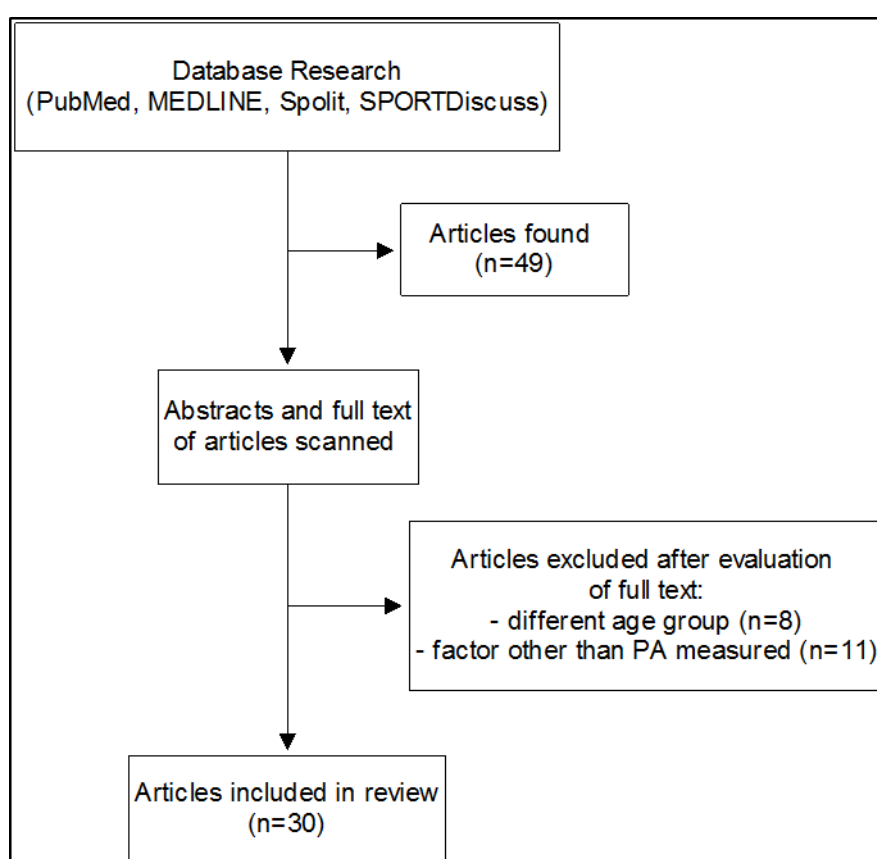 Database Research
(PubMed, MEDLINE, Spolit, SPORTDiscuss)
Articles found
(n=49)
Abstracts and full text
of articles scanned
Articles excluded after evaluation
of full text:
- different age group (n=8)
- factor other than PA measured (n=11)
Articles included in review
(n=30)